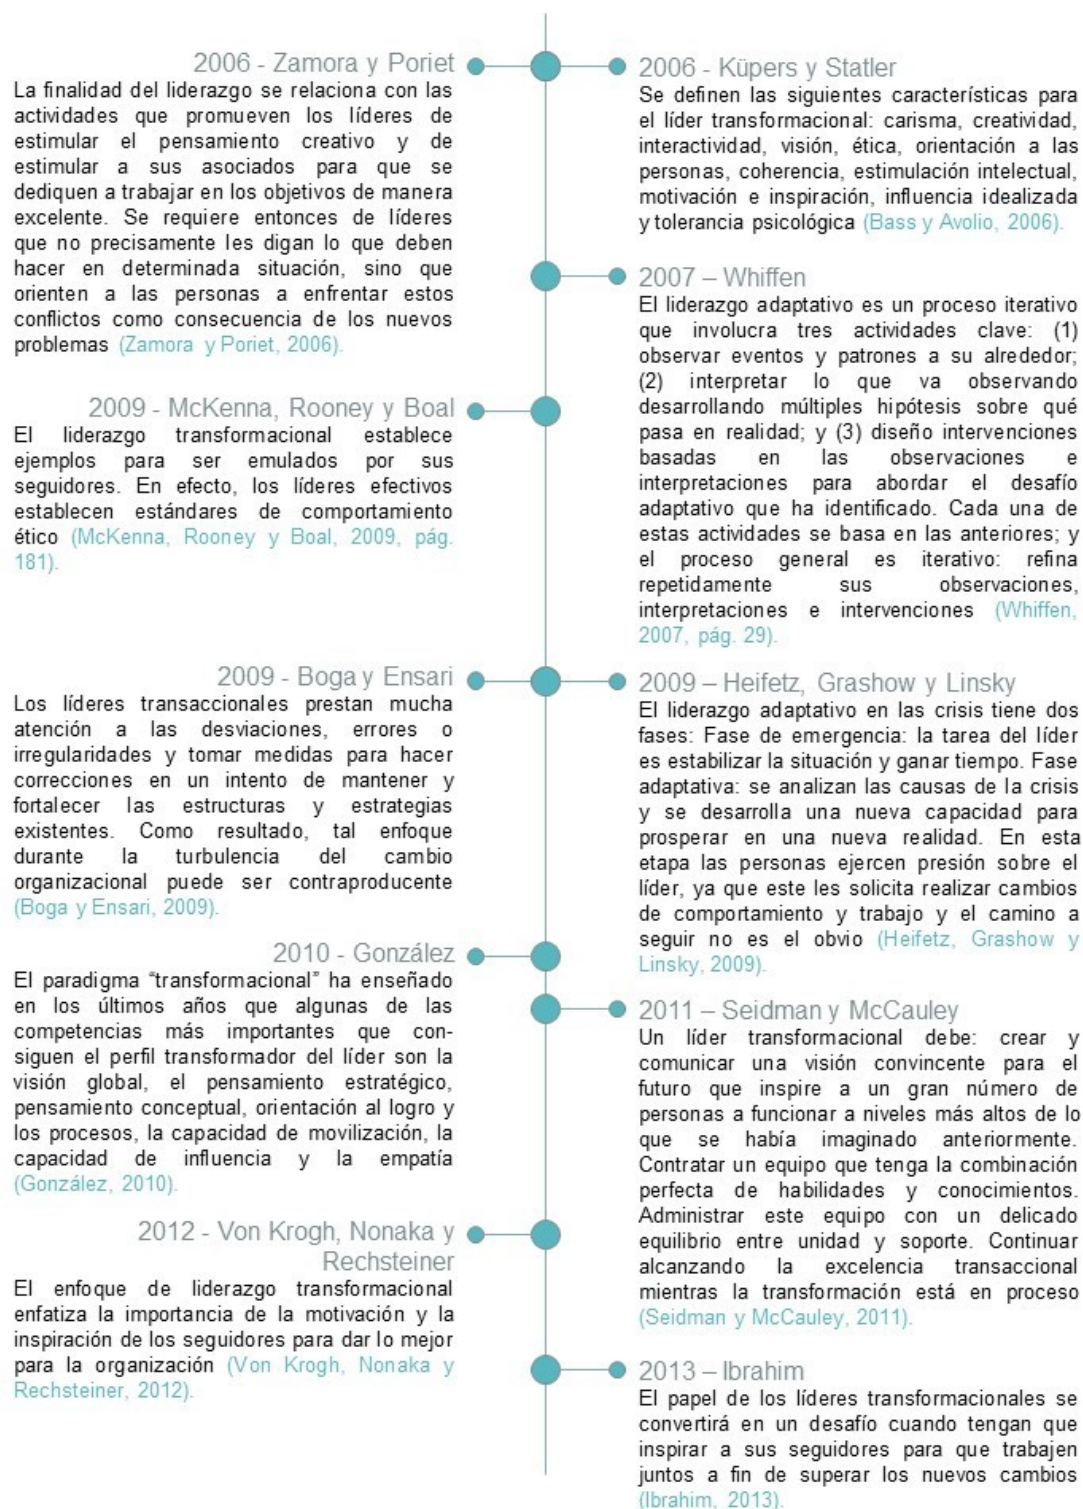 2006 - Zamora y Poriet
La finalidad del liderazgo se relaciona con las
actividades que promueven los líderes de
estimular el pensamiento creativo y de
estimular a sus asociados para que se
dediquen a trabajar en los objetivos de manera
excelente. Se requiere entonces de líderes
que no precisamente les digan lo que deben
hacer en determinada situación, sino que
orienten a las personas a enfrentar estos
conflictos como consecuencia de los nuevos
problemas (Zamora y Poriet, 2006).
2006 - Küpers y Statler
Se definen las siguientes características para
el líder transformacional: carisma, creatividad,
interactividad, visión, ética, orientación a las
personas, coherencia, estimulación intelectual,
motivación e inspiración, influencia idealizada
y tolerancia psicológica (Bass y Avolio, 2006).
2007 – Whiffen
El liderazgo adaptativo es un proceso iterativo
que involucra tres actividades clave: (1)
observar eventos y patrones a su alrededor;
(2) interpretar lo que va observando
desarrollando múltiples hipótesis sobre qué
pasa en realidad; y (3) diseño intervenciones
basadas en las observaciones e
interpretaciones para abordar el desafío
adaptativo que ha identificado. Cada una de
estas actividades se basa en las anteriores; y
el proceso general es iterativo: refina
repetidamente sus observaciones,
interpretaciones e intervenciones (Whiffen,
2007, pág. 29).
2009 - McKenna, Rooney y Boal
El liderazgo transformacional establece
ejemplos para ser emulados por sus
seguidores. En efecto, los líderes efectivos
establecen estándares de comportamiento
ético (McKenna, Rooney y Boal, 2009, pág.
181).
2009 - Boga y Ensari
Los líderes transaccionales prestan mucha
atención a las desviaciones, errores o
irregularidades y tomar medidas para hacer
correcciones en un intento de mantener y
fortalecer las estructuras y estrategias
existentes. Como resultado, tal enfoque
durante la turbulencia del cambio
organizacional puede ser contraproducente
(Boga y Ensari, 2009).
2009 – Heifetz, Grashow y Linsky
El liderazgo adaptativo en las crisis tiene dos
fases: Fase de emergencia: la tarea del líder
es estabilizar la situación y ganar tiempo. Fase
adaptativa: se analizan las causas de la crisis
y se desarrolla una nueva capacidad para
prosperar en una nueva realidad. En esta
etapa las personas ejercen presión sobre el
líder, ya que este les solicita realizar cambios
de comportamiento y trabajo y el camino a
seguir no es el obvio (Heifetz, Grashow y
Linsky, 2009).
2010 - González
El paradigma “transformacional” ha enseñado
en los últimos años que algunas de las
competencias más importantes que con-
siguen el perfil transformador del líder son la
visión global, el pensamiento estratégico,
pensamiento conceptual, orientación al logro y
los procesos, la capacidad de movilización, la
capacidad de influencia y la empatía
(González, 2010).
2011 – Seidman y McCauley
Un líder transformacional debe: crear y
comunicar una visión convincente para el
futuro que inspire a un gran número de
personas a funcionar a niveles más altos de lo
que se había imaginado anteriormente.
Contratar un equipo que tenga la combinación
perfecta de habilidades y conocimientos.
Administrar este equipo con un delicado
equilibrio entre unidad y soporte. Continuar
alcanzando la excelencia transaccional
mientras la transformación está en proceso
(Seidman y McCauley, 2011).
2012 - Von Krogh, Nonaka y
Rechsteiner
El enfoque de liderazgo transformacional
enfatiza la importancia de la motivación y la
inspiración de los seguidores para dar lo mejor
para la organización (Von Krogh, Nonaka y
Rechsteiner, 2012).
2013 – Ibrahim
El papel de los líderes transformacionales se
convertirá en un desafío cuando tengan que
inspirar a sus seguidores para que trabajen
juntos a fin de superar los nuevos cambios
(Ibrahim, 2013).